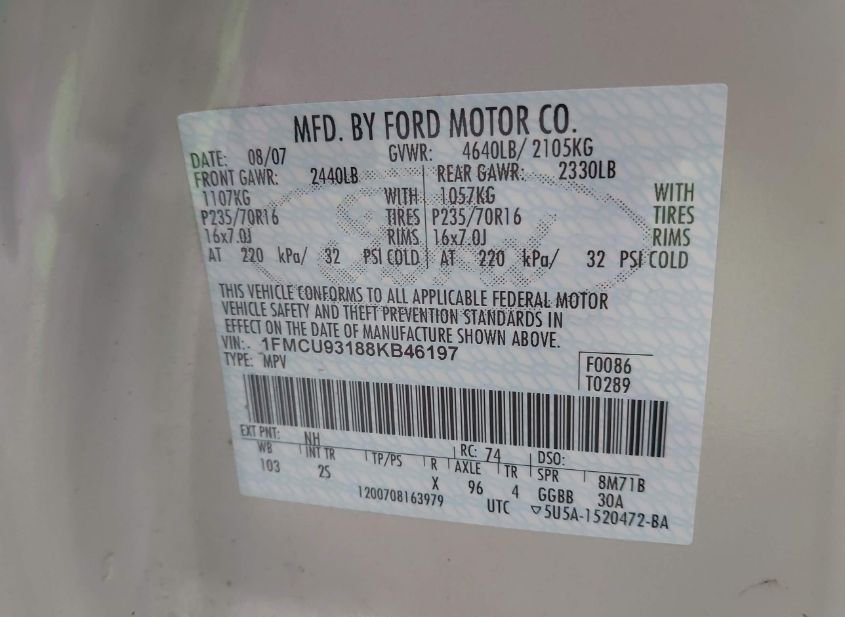 MFD. BY FORD MOTOR CO.
DATE: 08/07 GVWR: 4640LB/ 2105KG
FRONT GAWR: 2440LB REAR GAWR: 2330LB
1107KG WITH 1057KG WITH
P235/70R16 TIRES P235/70R16 TIRES
16x7.0J RIMS 16x7.0J RIMS
AT 220 kPa/ 32 PSI COLD AT 220 kPa/ 32 PSI COLD
THIS VEHICLE CONFORMS TO ALL APPLICABLE FEDERAL MOTOR
VEHICLE SAFETY AND THEFT PREVENTION STANDARDS IN
EFFECT ON THE DATE OF MANUFACTURE SHOWN ABOVE.
VIN: 1FMCU93188KB46197
TYPE: MPV
F0086
T0289
EXT PNT: NH RC: 74 DSO:
WB INT TR TP/PS R AXLE TR SPR 8M71B
103 2S X 96 4 GGBB 30A
1200708163979 UTC ▽5U5A-1520472-BA